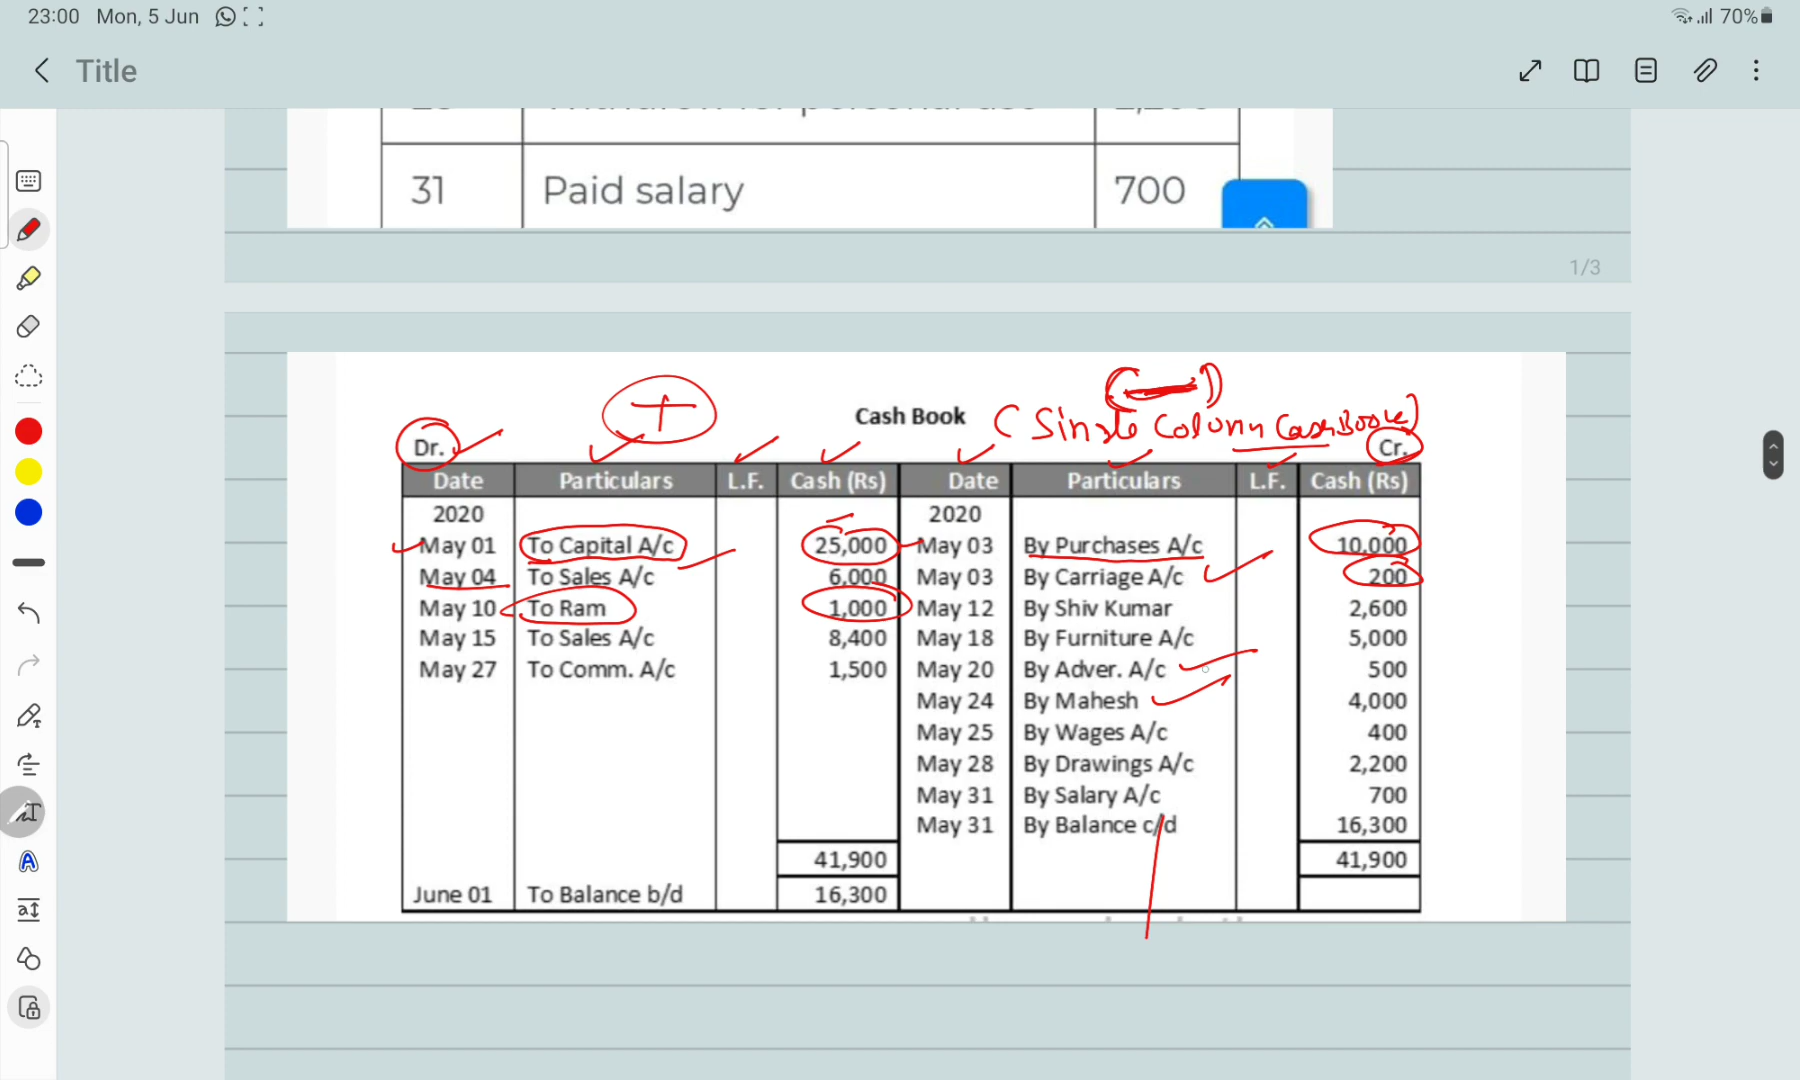 23:00 Mon, 5 Jun 70%
Title
31 Paid salary 700
1/3
Cash Book (Single Column Cash Book)
Dr. Cr.
Date Particulars L.F. Cash (Rs) Date Particulars L.F. Cash (Rs)
2020 2020
May 01 To Capital A/c 25,000 May 03 By Purchases A/c 10,000
May 04 To Sales A/c 6,000 May 03 By Carriage A/c 200
May 10 To Ram 1,000 May 12 By Shiv Kumar 2,600
May 15 To Sales A/c 8,400 May 18 By Furniture A/c 5,000
May 27 To Comm. A/c 1,500 May 20 By Adver. A/c 500
May 24 By Mahesh 4,000
May 25 By Wages A/c 400
May 28 By Drawings A/c 2,200
May 31 By Salary A/c 700
May 31 By Balance c/d 16,300
41,900 41,900
June 01 To Balance b/d 16,300